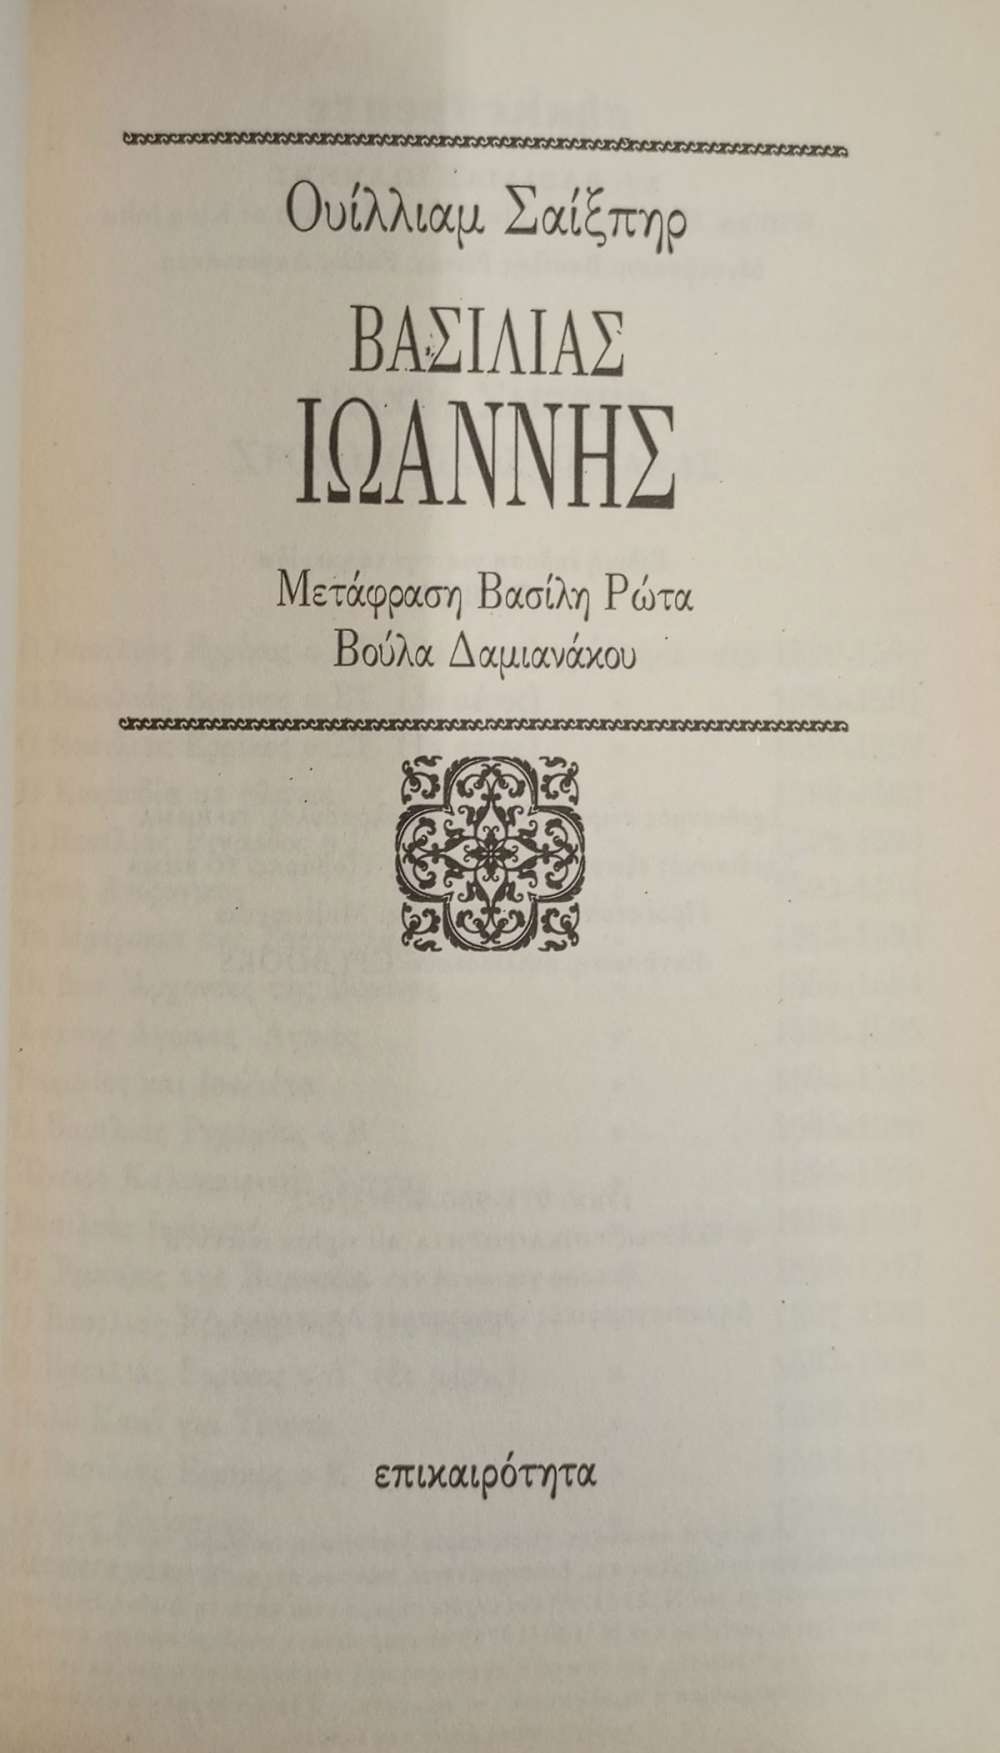 Ουίλλιαμ Σαίξπηρ
ΒΑΣΙΛΙΑΣ
ΙΩΑΝΝΗΣ
Μετάφραση Βασίλη Ρώτα
Βούλα Δαμιανάκου
επικαιρότητα